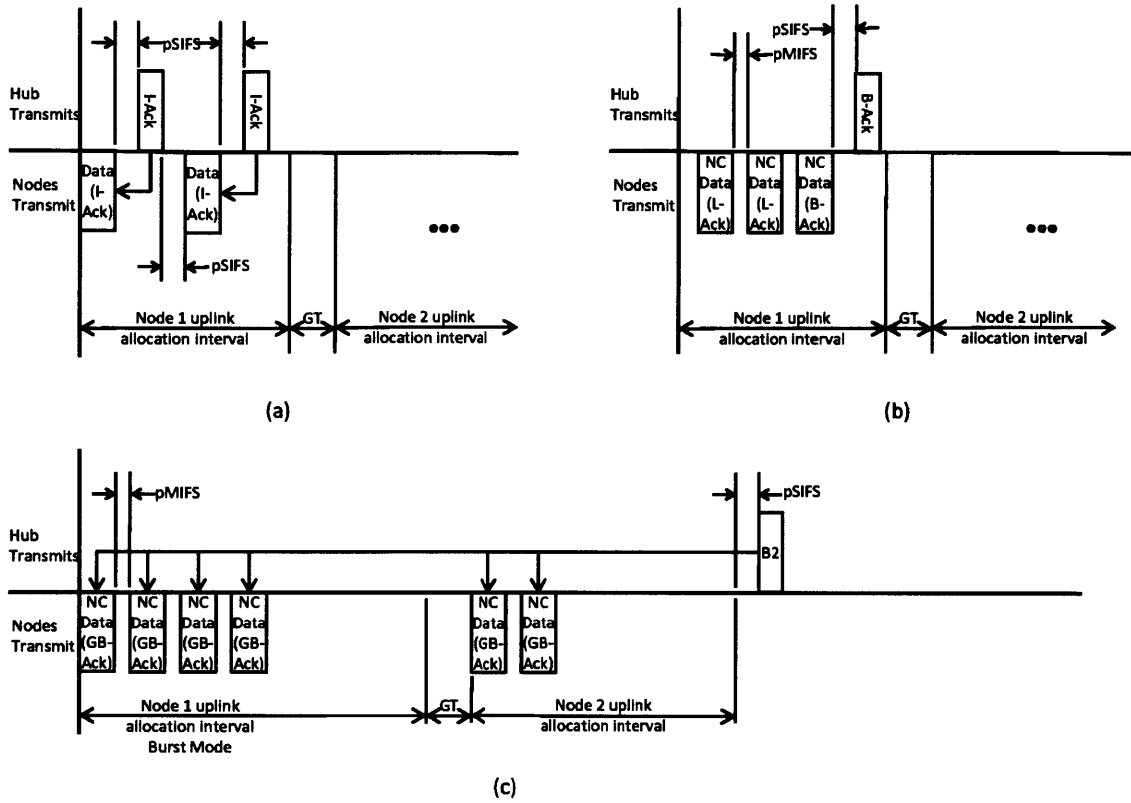 pSIFS
Hub
Transmits
I-Ack
I-Ack
Nodes
Transmit
Data
(I-
Ack)
Data
(I-
Ack)
pSIFS
Node 1 uplink
allocation interval
GT
Node 2 uplink
allocation interval
(a)
pSIFS
pMIFS
Hub
Transmits
B-Ack
Nodes
Transmit
NC
Data
(L-
Ack)
NC
Data
(L-
Ack)
NC
Data
(B-
Ack)
Node 1 uplink
allocation interval
GT
Node 2 uplink
allocation interval
(b)
pMIFS
pSIFS
Hub
Transmits
B2
Nodes
Transmit
NC
Data
(GB-
Ack)
NC
Data
(GB-
Ack)
NC
Data
(GB-
Ack)
NC
Data
(GB-
Ack)
NC
Data
(GB-
Ack)
NC
Data
(GB-
Ack)
Node 1 uplink
allocation interval
Burst Mode
GT
Node 2 uplink
allocation interval
(c)